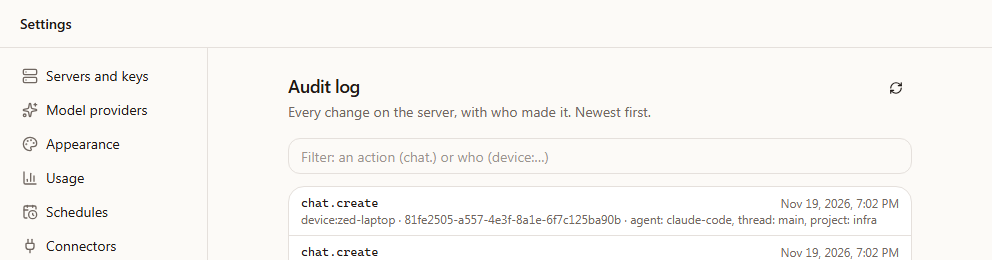 Settings
Servers and keys
Model providers
Appearance
Usage
Schedules
Connectors
Audit log
Every change on the server, with who made it. Newest first.
Filter: an action (chat.) or who (device:...)
chat.create Nov 19, 2026, 7:02 PM
device:zed-laptop · 81fe2505-a557-4e3f-8a1e-6f7c125ba90b · agent: claude-code, thread: main, project: infra
chat.create Nov 19, 2026, 7:02 PM